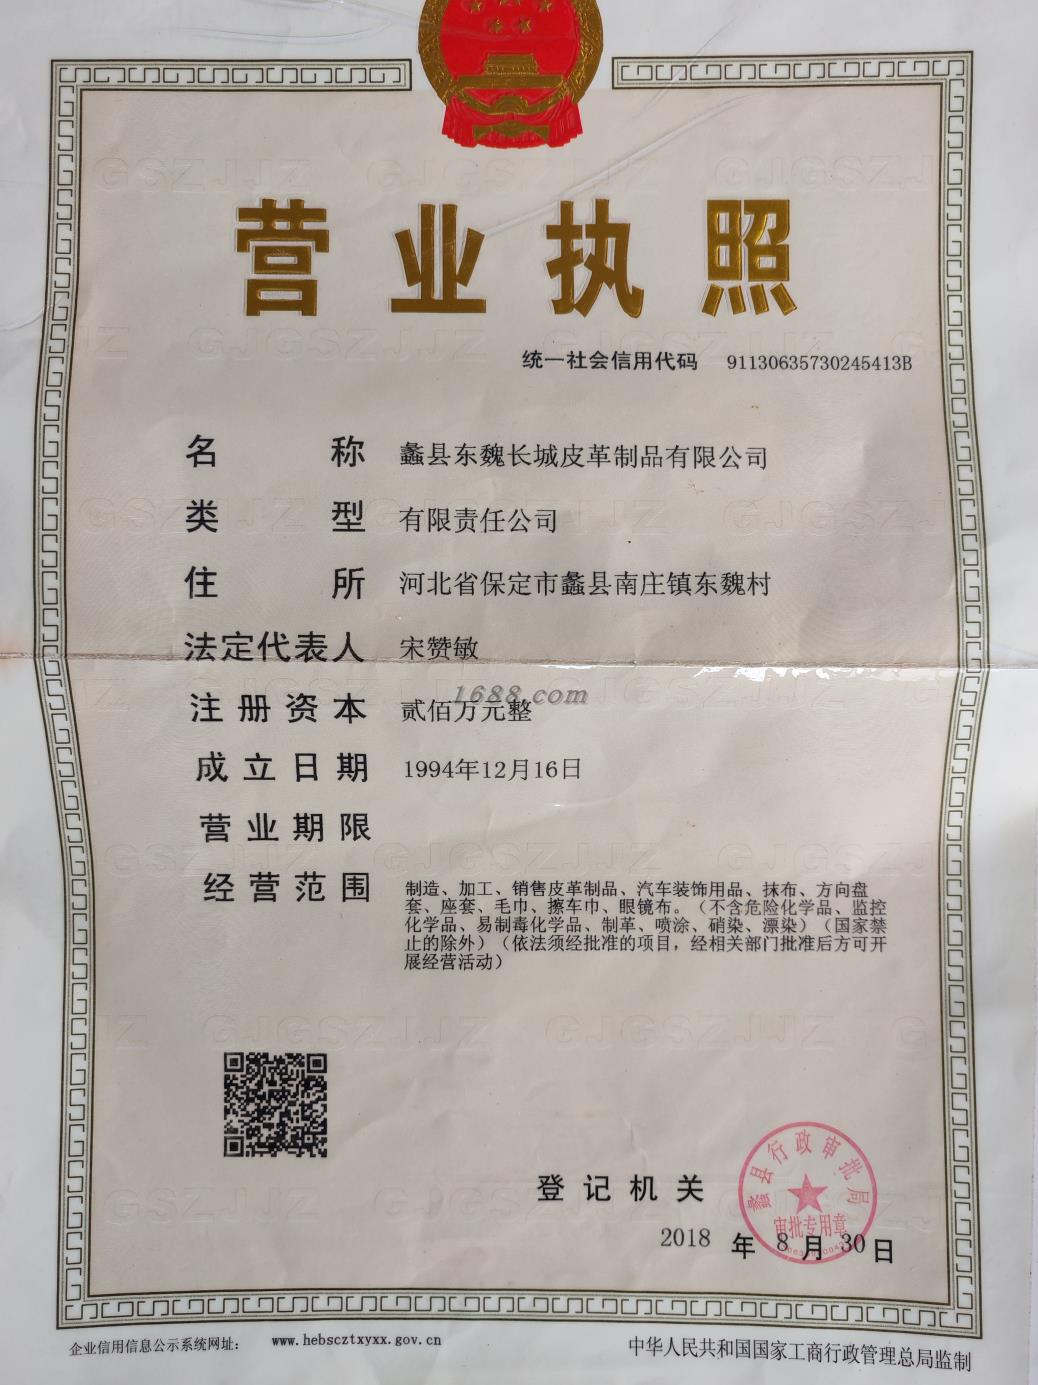 营业执照
统一社会信用代码 91130635730245413B
名称 蠡县东魏长城皮革制品有限公司
类型 有限责任公司
住所 河北省保定市蠡县南庄镇东魏村
法定代表人 宋赞敏
1688.com
注册资本 贰佰万元整
成立日期 1994年12月16日
营业期限
经营范围 制造、加工、销售皮革制品、汽车装饰用品、抹布、方向盘
套、座套、毛巾、擦车巾、眼镜布。（不含危险化学品、监控
化学品、易制毒化学品、制革、喷涂、硝染、漂染）（国家禁
止的除外）（依法须经批准的项目，经相关部门批准后方可开
展经营活动）
蠡县行政审批局
审批专用章
登记机关
2018年8月30日
企业信用信息公示系统网址： www.hebscztxyxx.gov.cn
中华人民共和国国家工商行政管理总局监制